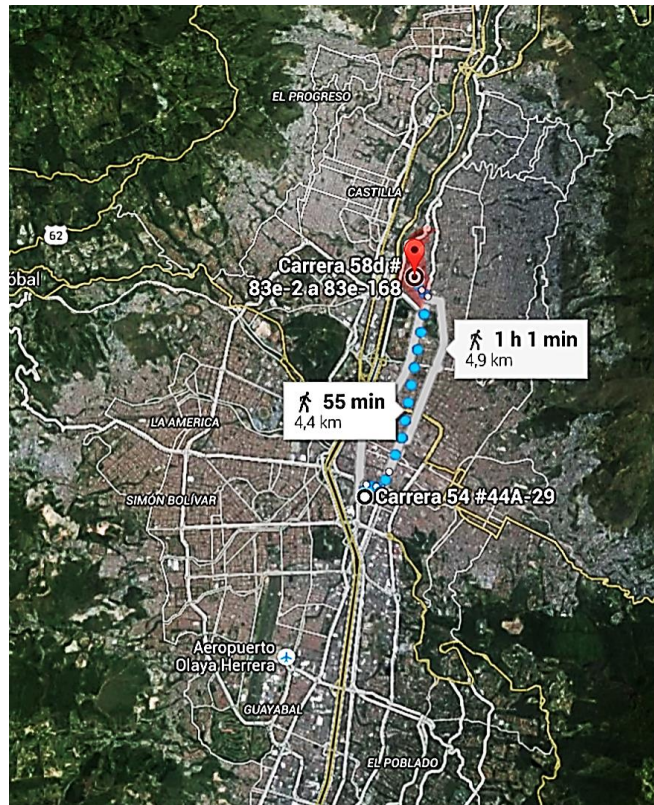 EL PROGRESO
CASTILLA
62
óbal
Carrera 58d #
83e-2 a 83e-168
1 h 1 min
4,9 km
55 min
4,4 km
LA AMERICA
SIMÓN BOLÍVAR
Carrera 54 #44A-29
Aeropuerto
Olaya Herrera
GUAYABAL
EL POBLADO